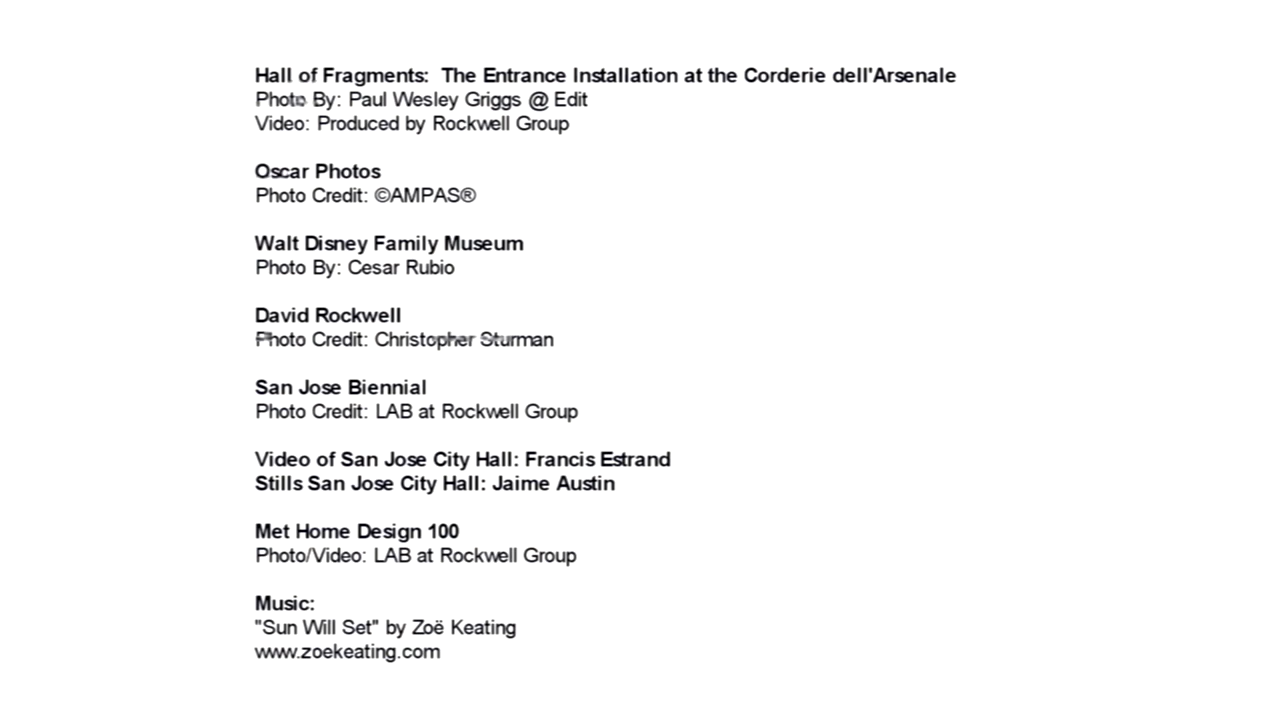 Hall of Fragments:  The Entrance Installation at the Corderie dell'Arsenale
Photo By: Paul Wesley Griggs @ Edit
Video: Produced by Rockwell Group
Oscar Photos
Photo Credit: ©AMPAS®
Walt Disney Family Museum
Photo By: Cesar Rubio
David Rockwell
Photo Credit: Christopher Sturman
San Jose Biennial
Photo Credit: LAB at Rockwell Group
Video of San Jose City Hall: Francis Estrand
Stills San Jose City Hall: Jaime Austin
Met Home Design 100
Photo/Video: LAB at Rockwell Group
Music:
"Sun Will Set" by Zoë Keating
www.zoekeating.com